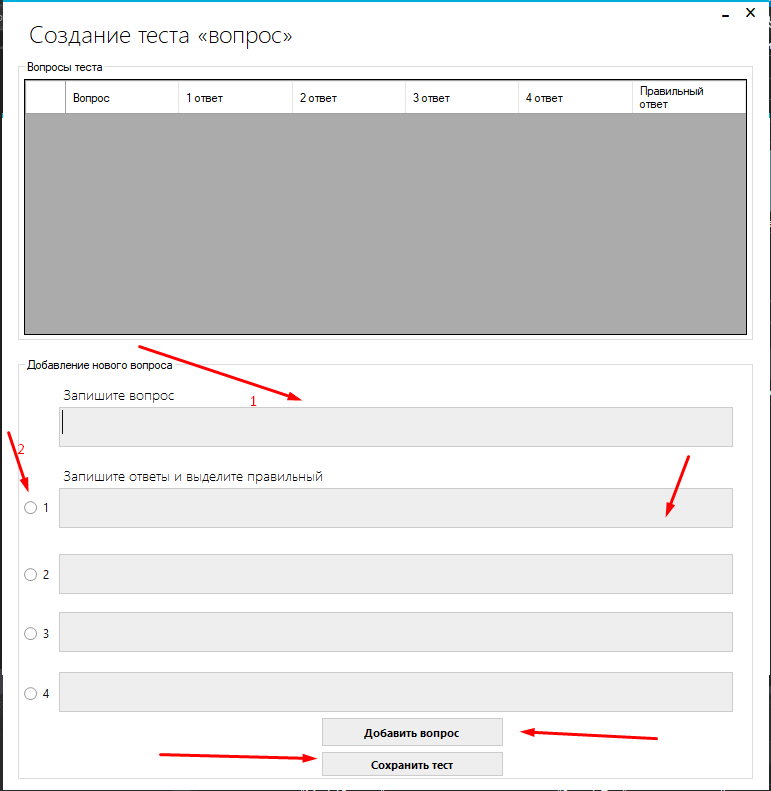 Создание теста «вопрос»
Вопросы теста
Вопрос 1 ответ 2 ответ 3 ответ 4 ответ Правильный
ответ
Добавление нового вопроса
Запишите вопрос
1
2
Запишите ответы и выделите правильный
1
2
3
4
Добавить вопрос
Сохранить тест